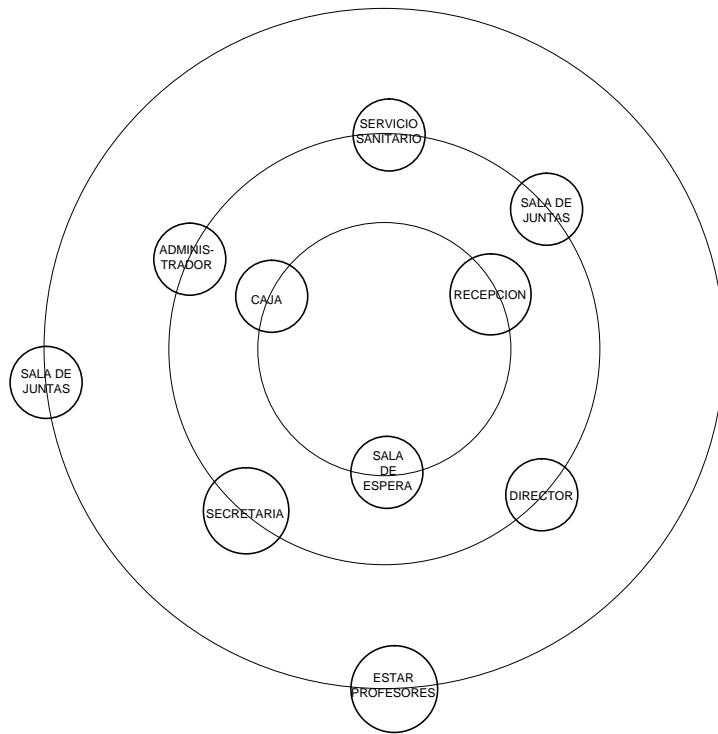 SERVICIO
SANITARIO
SALA DE
JUNTAS
ADMINIS-
TRADOR
CAJA
RECEPCION
SALA DE
JUNTAS
SALA
DE
ESPERA
SECRETARIA
DIRECTOR
ESTAR
PROFESORES